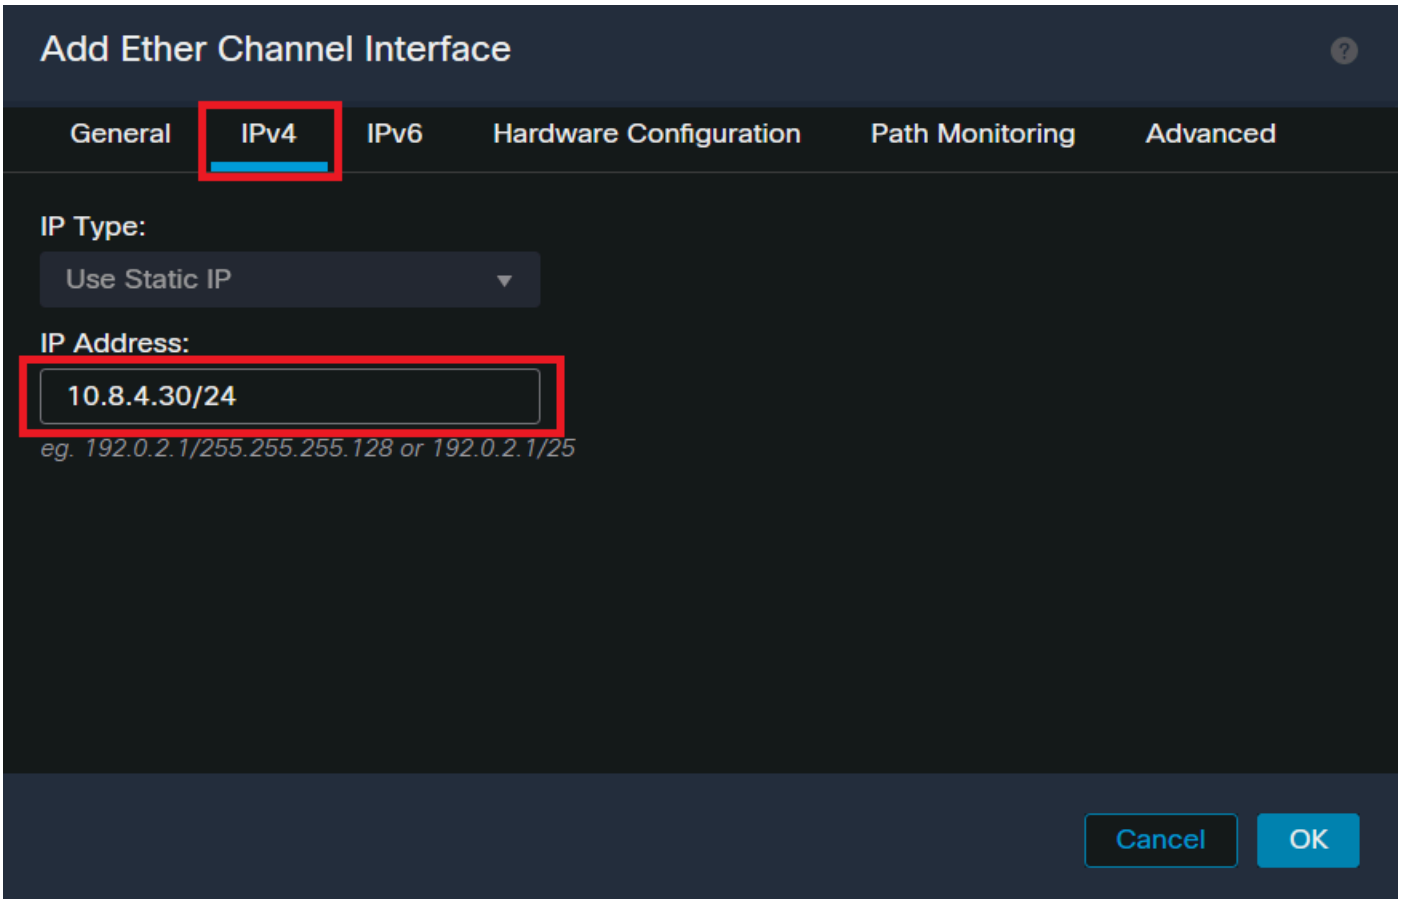 Add Ether Channel Interface
?
General IPv4 IPv6 Hardware Configuration Path Monitoring Advanced
IP Type:
Use Static IP
IP Address:
10.8.4.30/24
eg. 192.0.2.1/255.255.255.128 or 192.0.2.1/25
Cancel OK